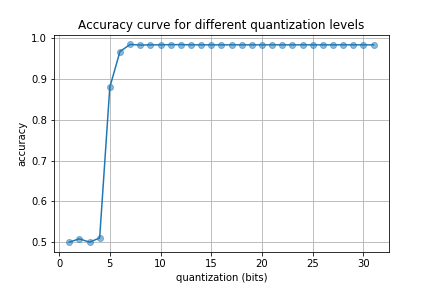 Accuracy curve for different quantization levels
1.0
0.9
0.8
0.7
0.6
0.5
accuracy
0 5 10 15 20 25 30
quantization (bits)